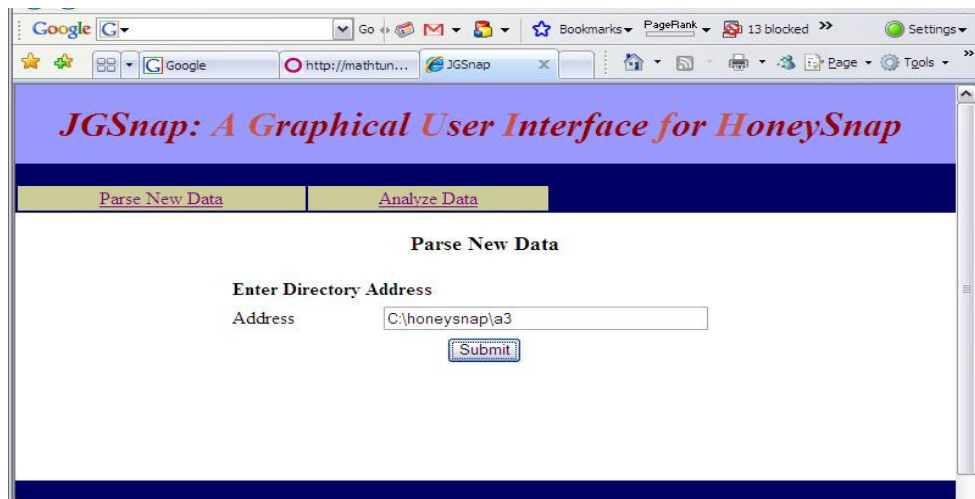 Google G Go Bookmarks PageRank 13 blocked » Settings
Google http://mathtun... JGSnap x Page Tools »
JGSnap: A Graphical User Interface for HoneySnap
Parse New Data Analyze Data
Parse New Data
Enter Directory Address
Address C:\honeysnap\a3
Submit